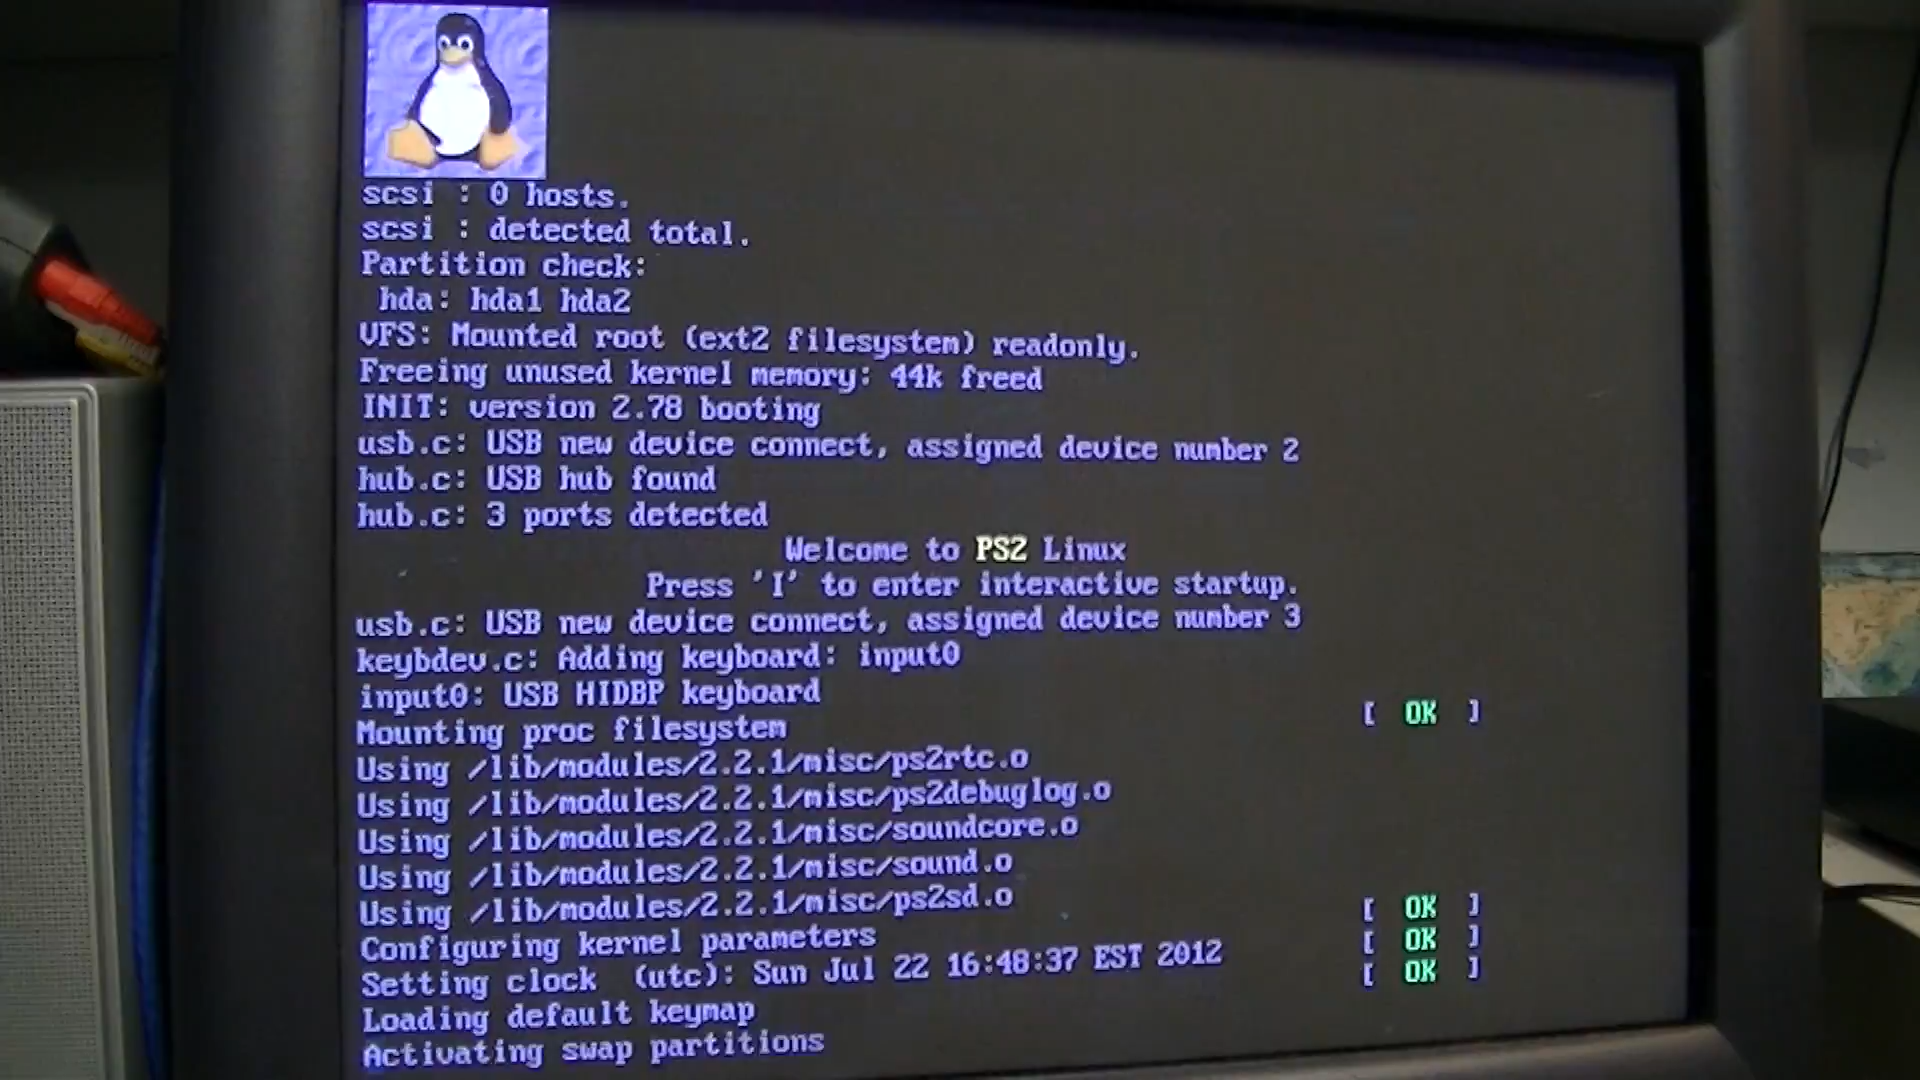 scsi : 0 hosts.
scsi : detected total.
Partition check:
hda: hda1 hda2
VFS: Mounted root (ext2 filesystem) readonly.
Freeing unused kernel memory: 44k freed
INIT: version 2.78 booting
usb.c: USB new device connect, assigned device number 2
hub.c: USB hub found
hub.c: 3 ports detected
Welcome to PS2 Linux
Press 'I' to enter interactive startup.
usb.c: USB new device connect, assigned device number 3
keybdev.c: Adding keyboard: input0
input0: USB HIDBP keyboard
Mounting proc filesystem [ OK ]
Using /lib/modules/2.2.1/misc/ps2rtc.o
Using /lib/modules/2.2.1/misc/ps2debuglog.o
Using /lib/modules/2.2.1/misc/soundcore.o
Using /lib/modules/2.2.1/misc/sound.o
Using /lib/modules/2.2.1/misc/ps2sd.o
Configuring kernel parameters [ OK ]
Setting clock (utc): Sun Jul 22 16:48:37 EST 2012 [ OK ]
Loading default keymap [ OK ]
Activating swap partitions